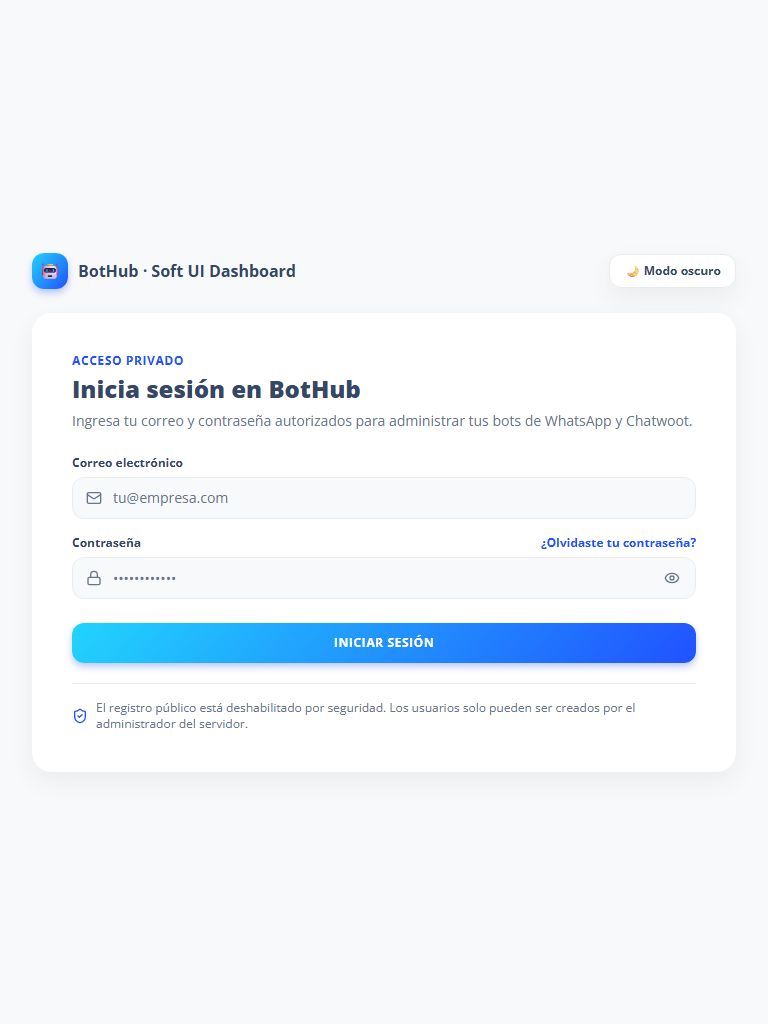 BotHub · Soft UI Dashboard
🌙 Modo oscuro
ACCESO PRIVADO
Inicia sesión en BotHub
Ingresa tu correo y contraseña autorizados para administrar tus bots de WhatsApp y Chatwoot.
Correo electrónico
tu@empresa.com
Contraseña
¿Olvidaste tu contraseña?
••••••••••••
INICIAR SESIÓN
El registro público está deshabilitado por seguridad. Los usuarios solo pueden ser creados por el
administrador del servidor.